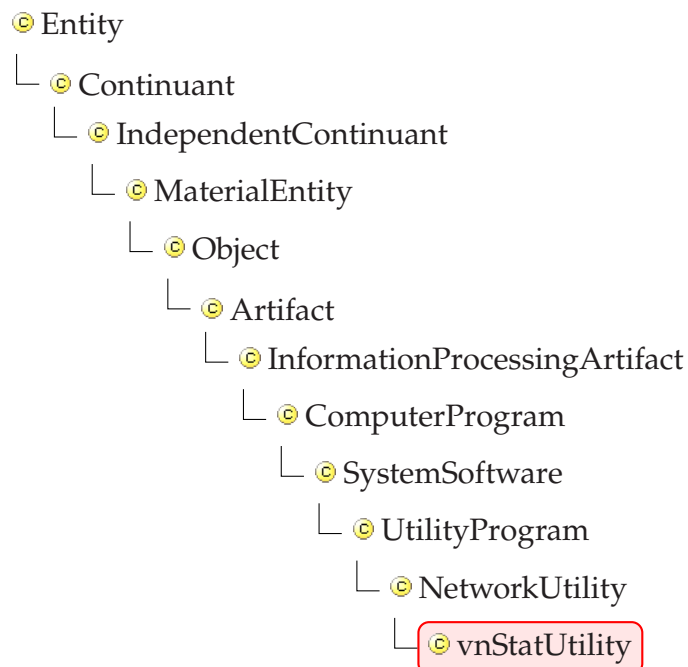 Entity
Continuant
IndependentContinuant
MaterialEntity
Object
Artifact
InformationProcessingArtifact
ComputerProgram
SystemSoftware
UtilityProgram
NetworkUtility
vnStatUtility